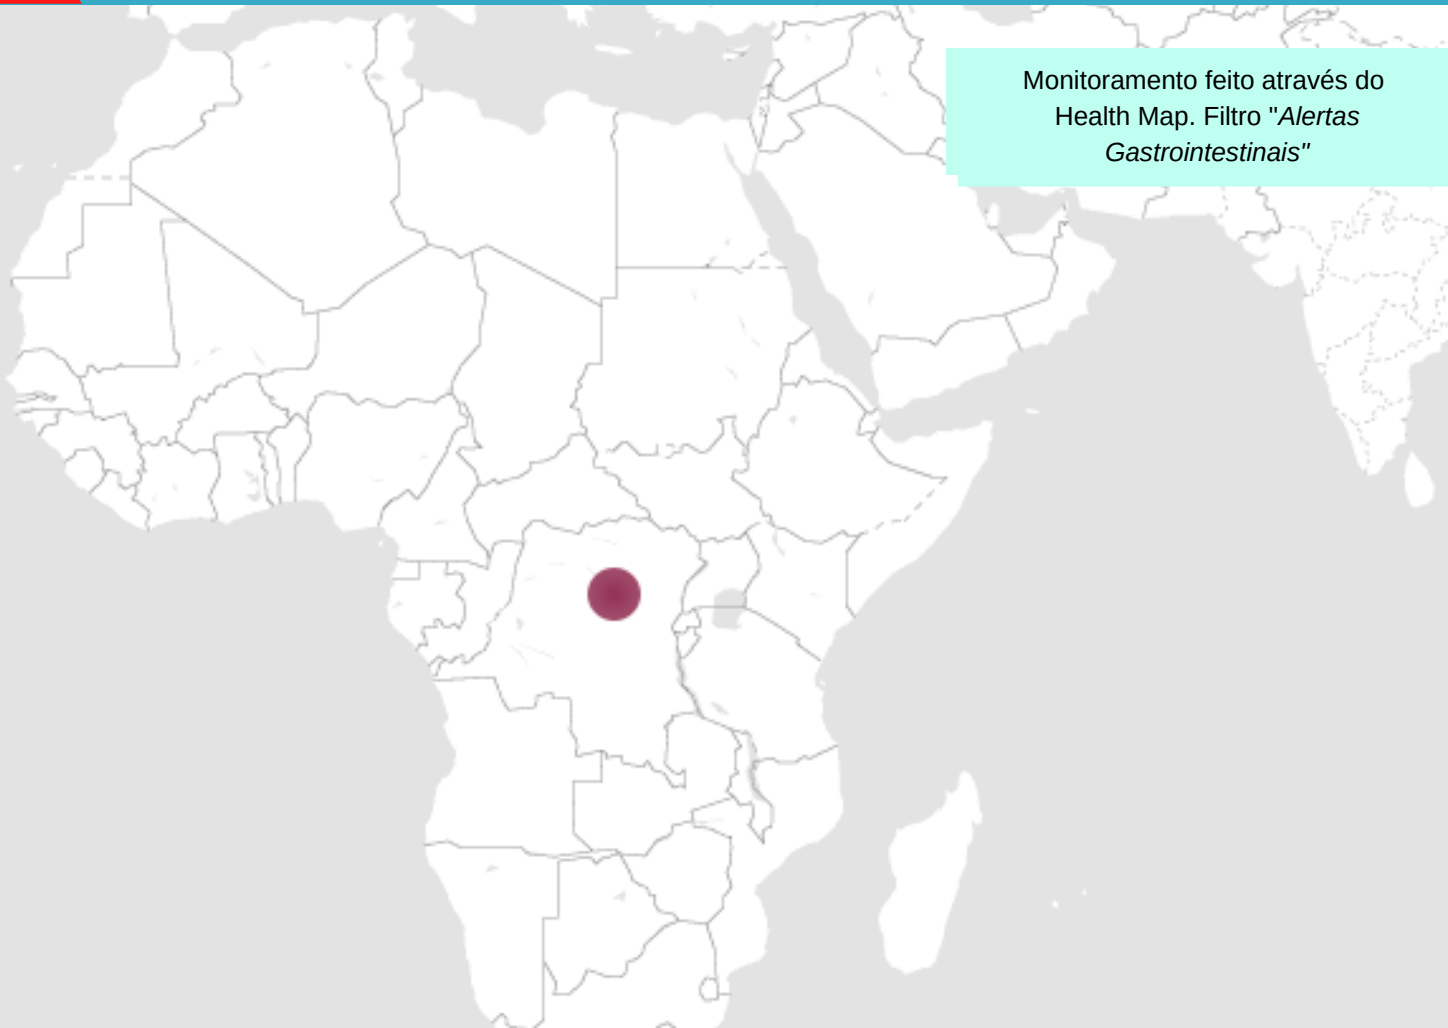 Monitoramento feito através do
Health Map. Filtro "Alertas
Gastrointestinais"